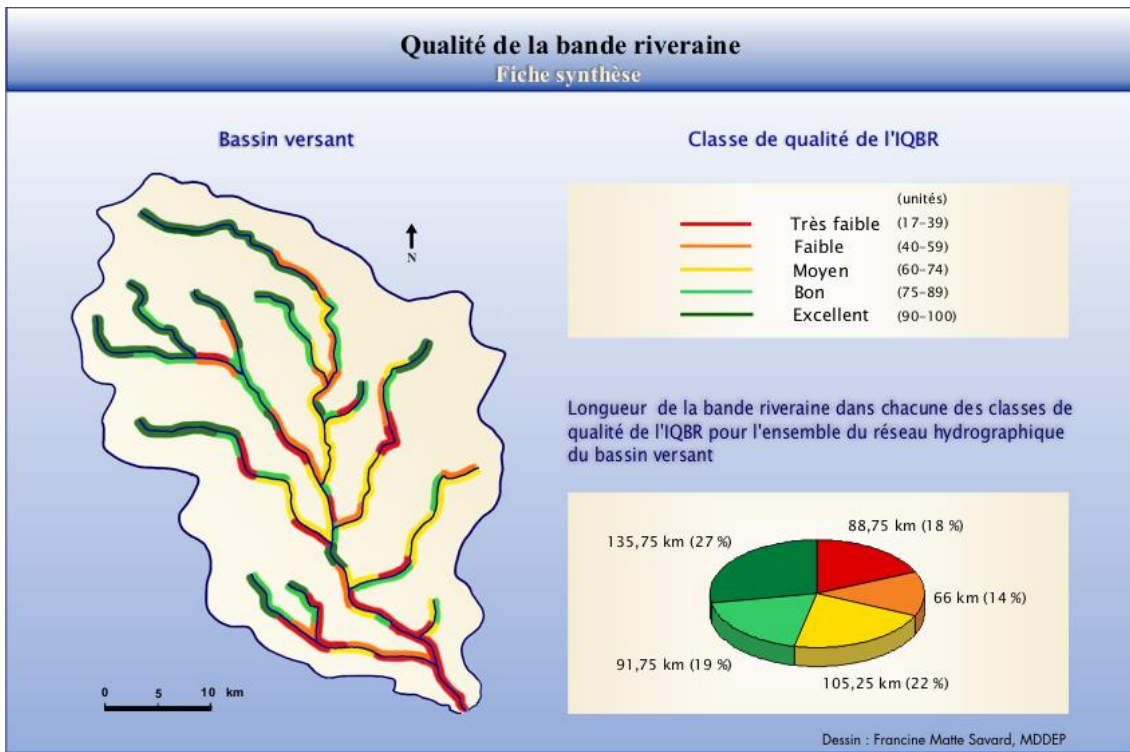 Qualité de la bande riveraine
Fiche synthèse
Bassin versant
N
0 5 10 km
Classe de qualité de l'IQBR
(unités)
Très faible (17-39)
Faible (40-59)
Moyen (60-74)
Bon (75-89)
Excellent (90-100)
Longueur de la bande riveraine dans chacune des classes de
qualité de l'IQBR pour l'ensemble du réseau hydrographique
du bassin versant
88,75 km (18 %)
135,75 km (27 %)
66 km (14 %)
91,75 km (19 %)
105,25 km (22 %)
Dessin : Francine Matte Savard, MDDEP